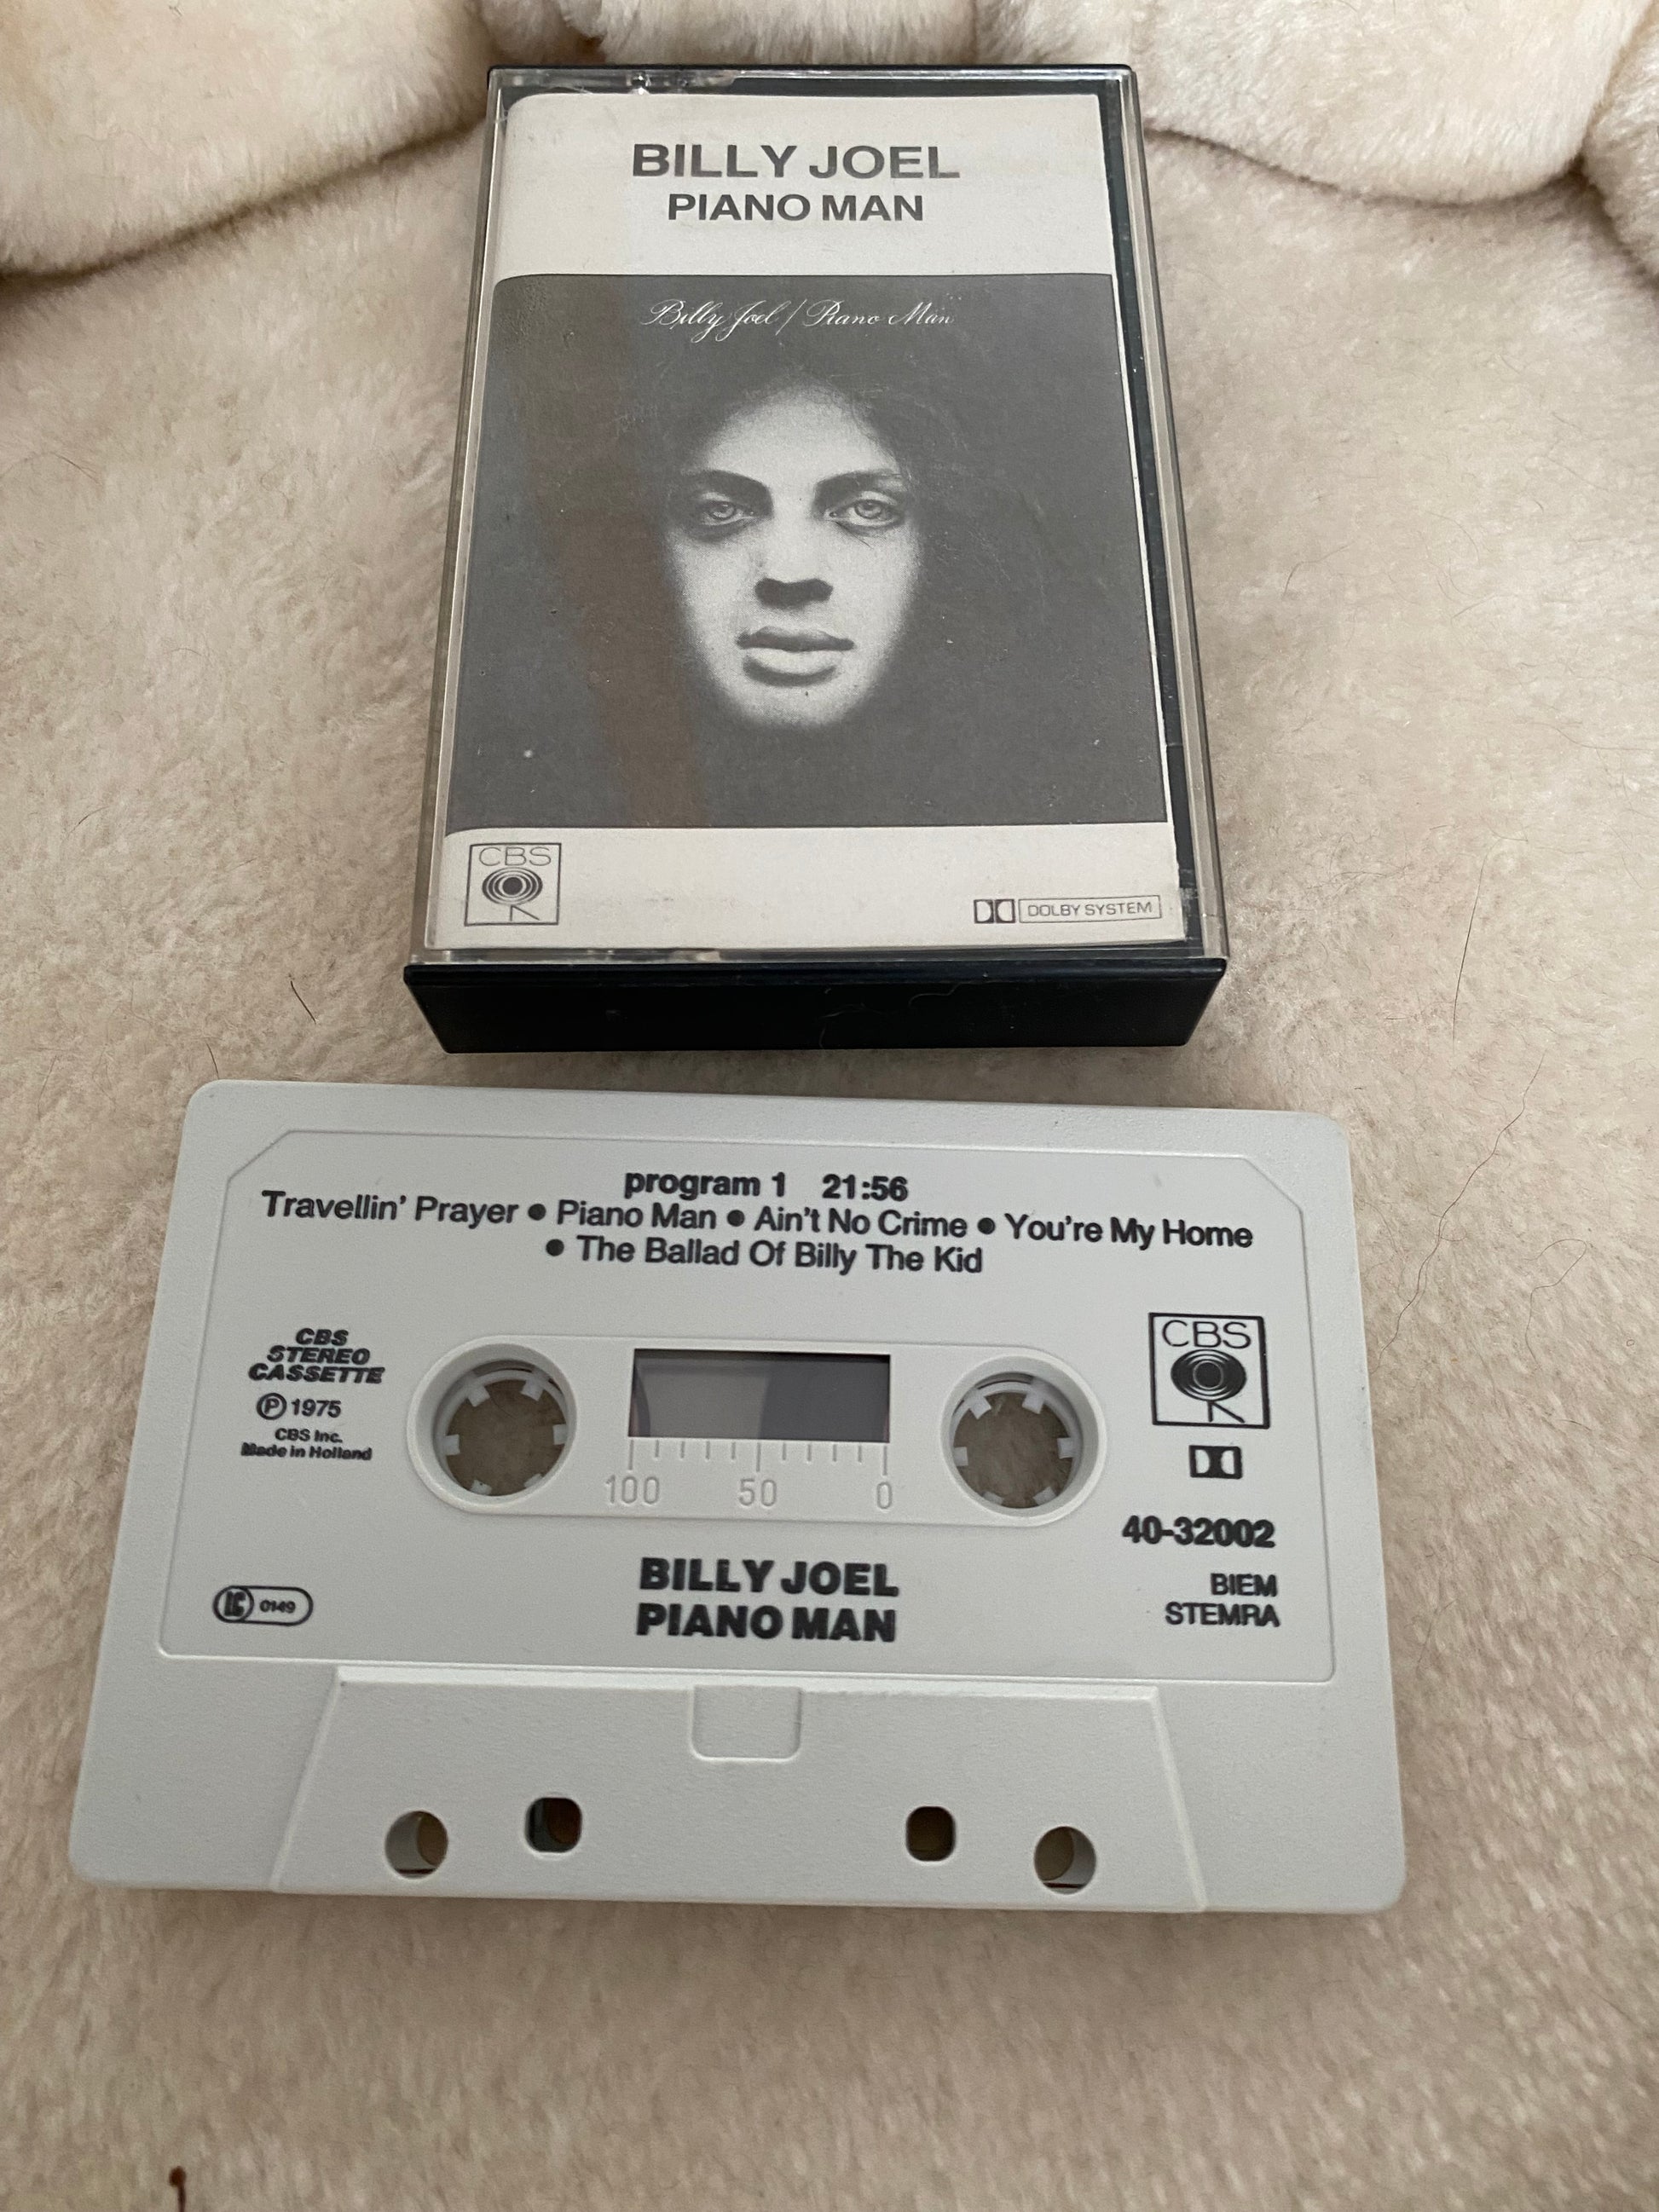 BILLY JOEL
PIANO MAN
Billy Joel / Piano Man
CBS
DOLBY SYSTEM
program 1 21:56
Travellin' Prayer ● Piano Man ● Ain't No Crime ● You're My Home
● The Ballad Of Billy The Kid
CBS
STEREO
CASSETTE
Ⓟ 1975
CBS Inc.
Made in Holland
100 50 0
CBS
40-32002
BIEM
STEMRA
LC 0149
BILLY JOEL
PIANO MAN